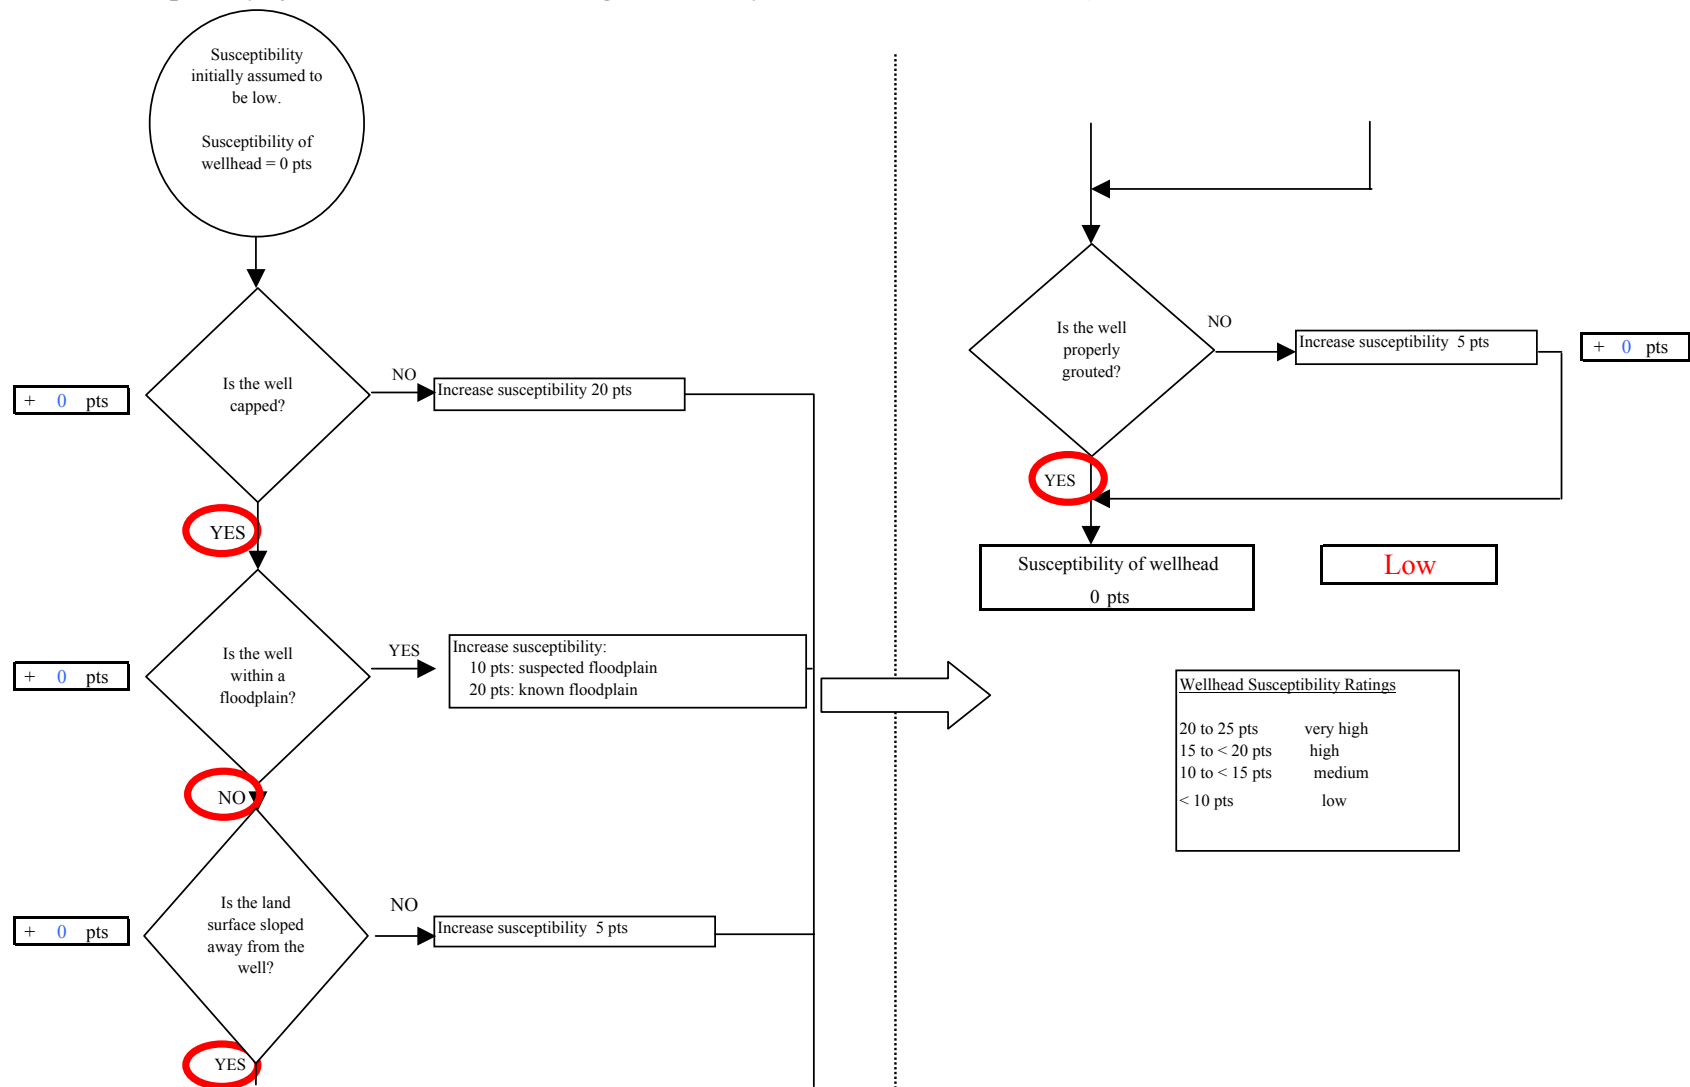 Susceptibility
initially assumed to
be low.
Susceptibility of
wellhead = 0 pts
Is the well
capped?
NO
Increase susceptibility 20 pts
+ 0 pts
YES
Is the well
within a
floodplain?
YES
Increase susceptibility:
10 pts: suspected floodplain
20 pts: known floodplain
+ 0 pts
NO
Is the land
surface sloped
away from the
well?
NO
Increase susceptibility 5 pts
+ 0 pts
YES
Is the well
properly
grouted?
NO
Increase susceptibility 5 pts
+ 0 pts
YES
Susceptibility of wellhead
0 pts
Low
Wellhead Susceptibility Ratings
20 to 25 pts very high
15 to < 20 pts high
10 to < 15 pts medium
< 10 pts low